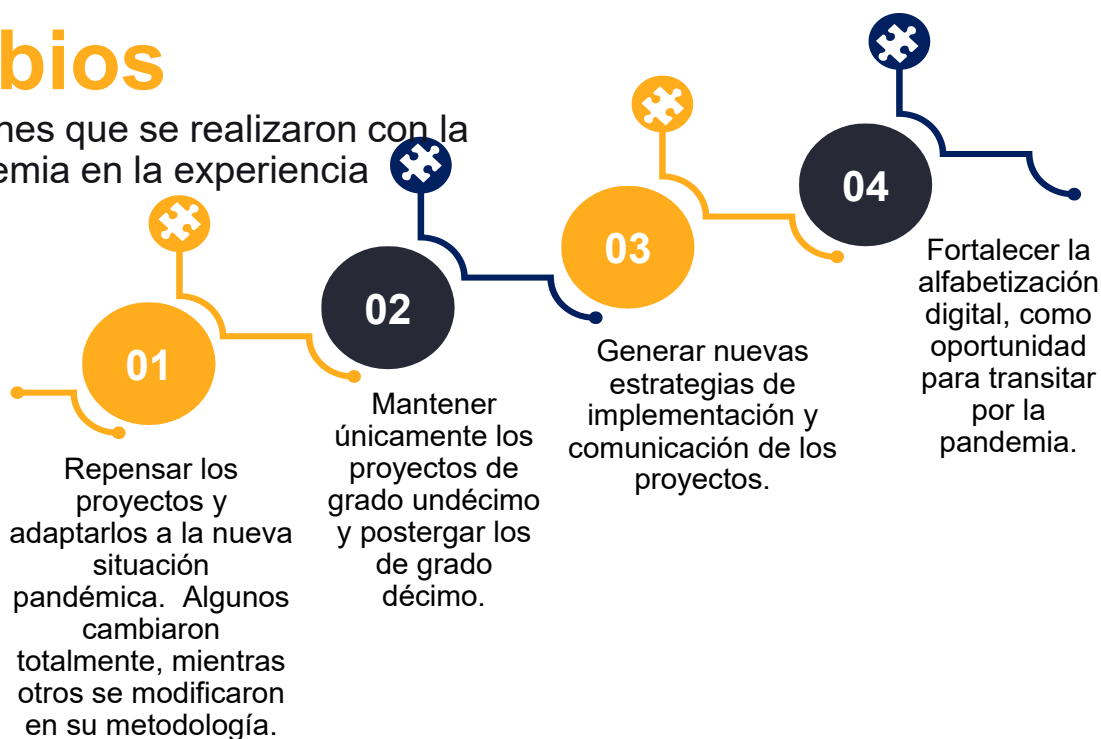 bios
nes que se realizaron con la
emia en la experiencia
01
Repensar los
proyectos y
adaptarlos a la nueva
situación
pandémica.  Algunos
cambiaron
totalmente, mientras
otros se modificaron
en su metodología.
02
Mantener
únicamente los
proyectos de
grado undécimo
y postergar los
de grado
décimo.
03
Generar nuevas
estrategias de
implementación y
comunicación de los
proyectos.
04
Fortalecer la
alfabetización
digital, como
oportunidad
para transitar
por la
pandemia.